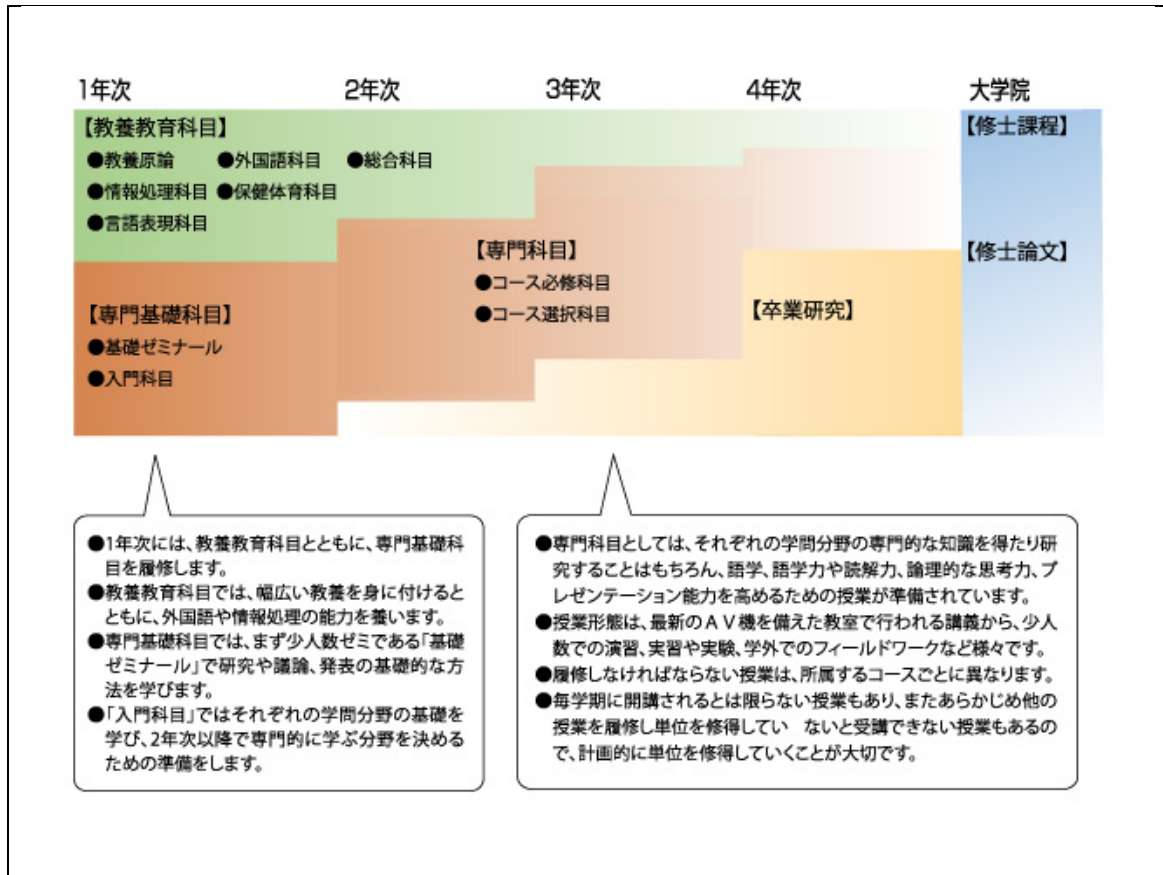 1年次 2年次 3年次 4年次 大学院
【教養教育科目】
●教養原論 ●外国語科目 ●総合科目
●情報処理科目 ●保健体育科目
●言語表現科目
【専門基礎科目】
●基礎ゼミナール
●入門科目
【専門科目】
●コース必修科目
●コース選択科目
【卒業研究】
【修士課程】
【修士論文】
●1年次には、教養教育科目とともに、専門基礎科
目を履修します。
●教養教育科目では、幅広い教養を身に付けると
ともに、外国語や情報処理の能力を養います。
●専門基礎科目では、まず少人数ゼミである「基礎
ゼミナール」で研究や議論、発表の基礎的な方
法を学びます。
●「入門科目」ではそれぞれの学問分野の基礎を
学び、2年次以降で専門的に学ぶ分野を決める
ための準備をします。
●専門科目としては、それぞれの学問分野の専門的な知識を得たり研
究することはもちろん、語学、語学力や読解力、論理的な思考力、プ
レゼンテーション能力を高めるための授業が準備されています。
●授業形態は、最新のＡＶ機を備えた教室で行われる講義から、少人
数での演習、実習や実験、学外でのフィールドワークなど様々です。
●履修しなければならない授業は、所属するコースごとに異なります。
●毎学期に開講されるとは限らない授業もあり、またあらかじめ他の
授業を履修し単位を修得してい　ないと受講できない授業もあるの
で、計画的に単位を修得していくことが大切です。